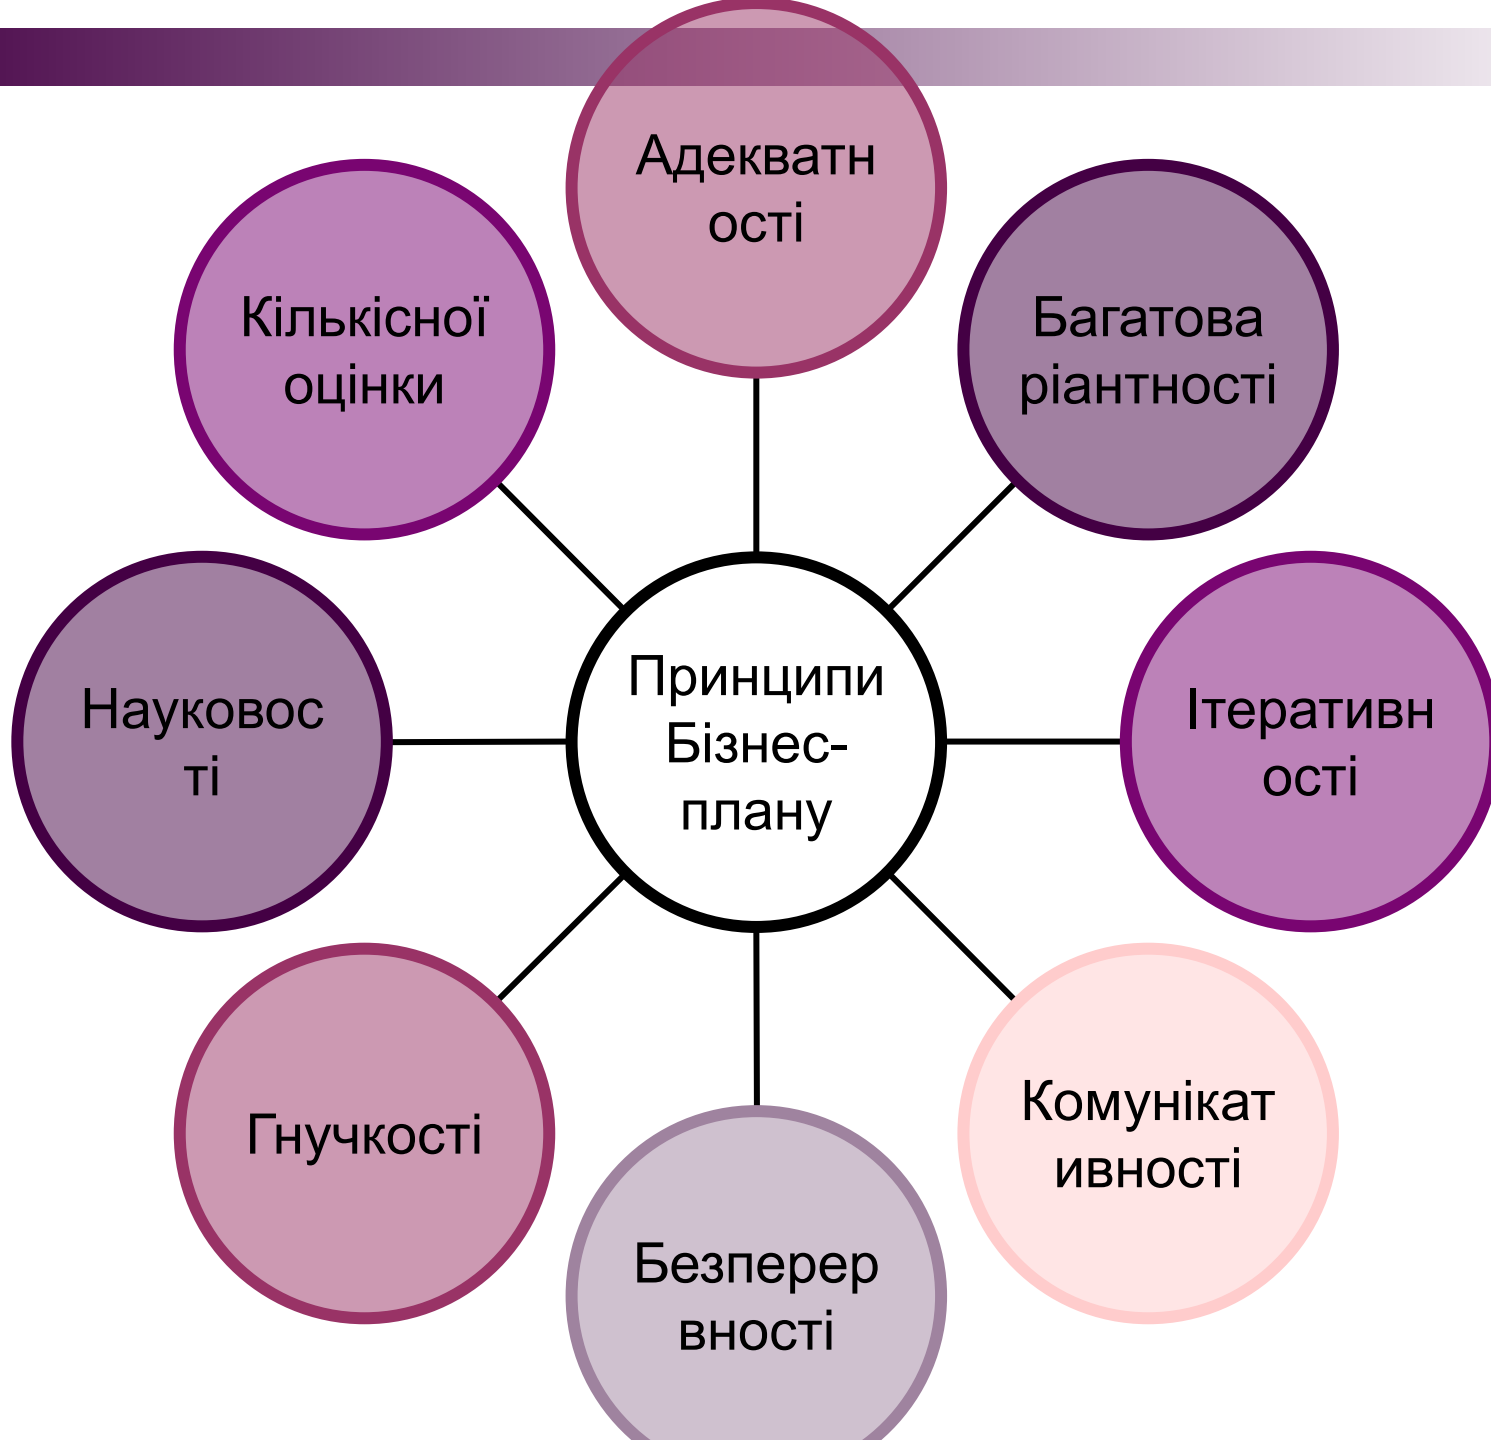 Адекватн
ості
Багатова
ріантності
Ітеративн
ості
Комунікат
ивності
Безперер
вності
Гнучкості
Науковос
ті
Кількісної
оцінки
Принципи
Бізнес-
плану